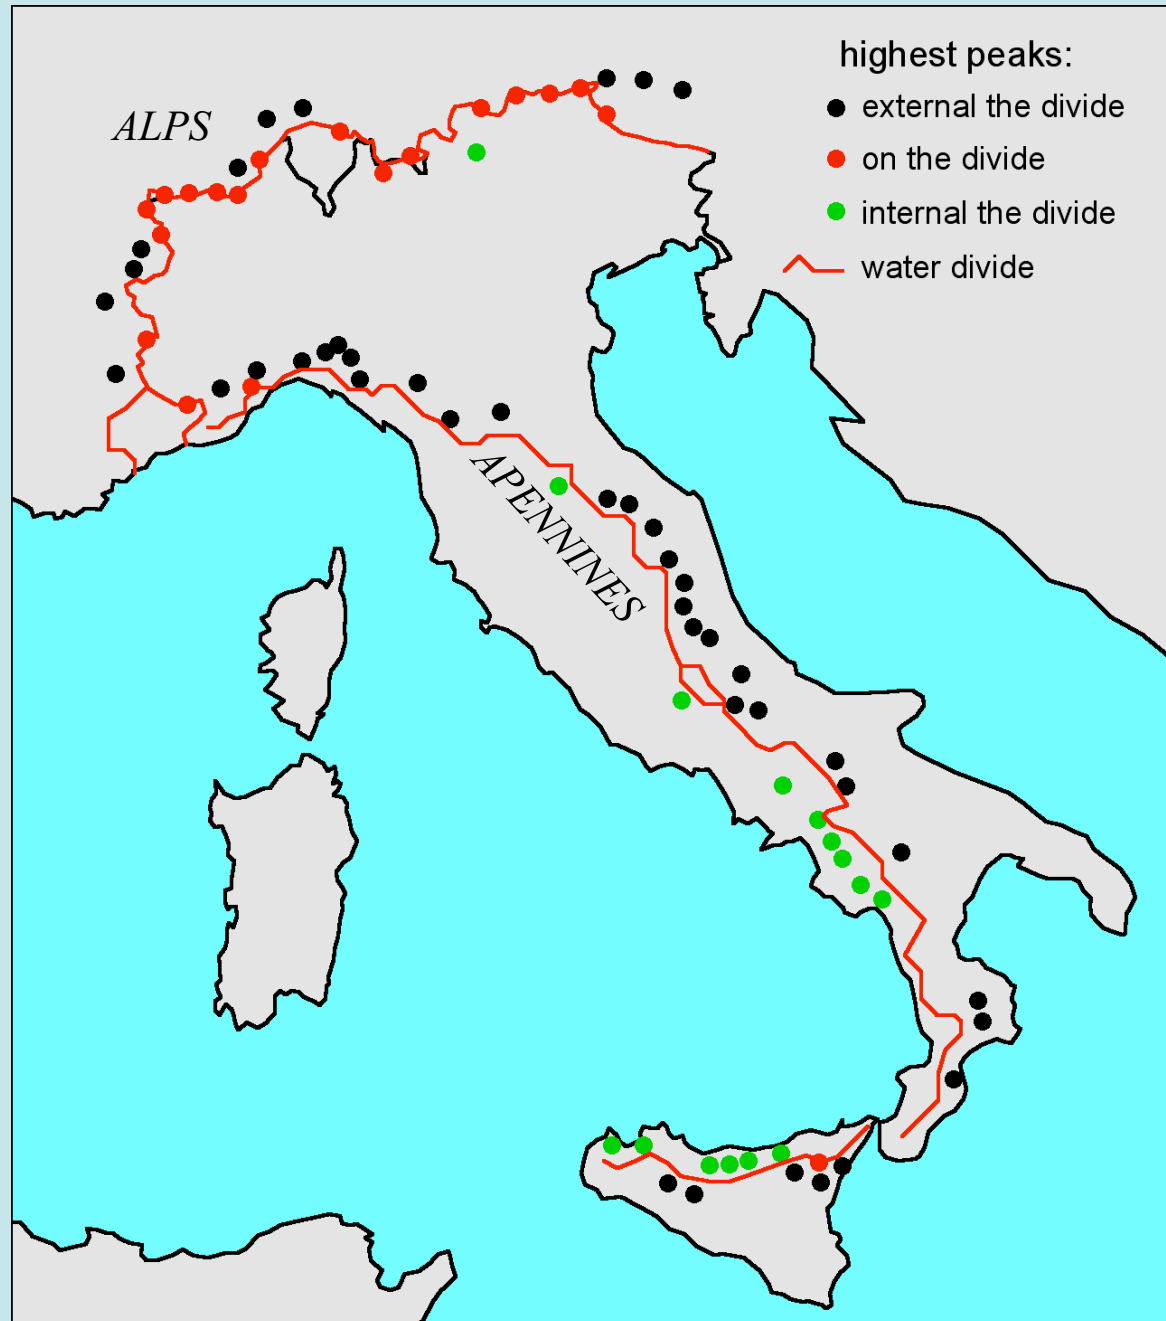 highest peaks:
external the divide
on the divide
internal the divide
water divide
ALPS
APENNINES